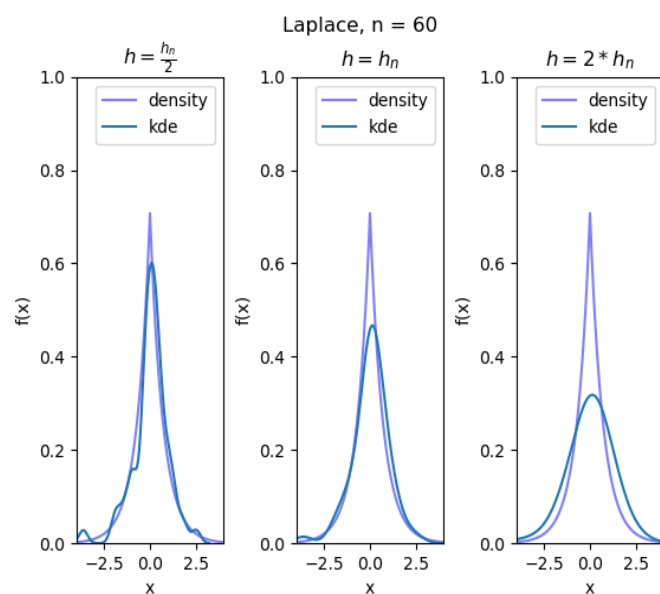 Laplace, n = 60
h = h_n/2
h = h_n
h = 2 * h_n
1.0
0.8
0.6
0.4
0.2
0.0
f(x)
density
kde
−2.5 0.0 2.5
x
1.0
0.8
0.6
0.4
0.2
0.0
f(x)
density
kde
−2.5 0.0 2.5
x
1.0
0.8
0.6
0.4
0.2
0.0
f(x)
density
kde
−2.5 0.0 2.5
x